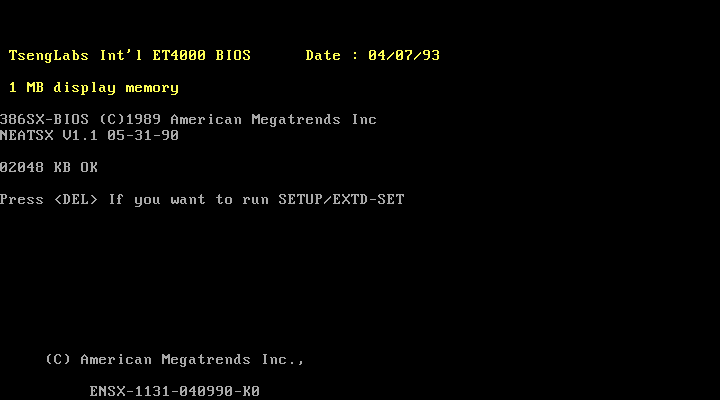 TsengLabs Int'l ET4000 BIOS      Date : 04/07/93
1 MB display memory
386SX-BIOS (C)1989 American Megatrends Inc
NEATSX V1.1 05-31-90
02048 KB OK
Press <DEL> If you want to run SETUP/EXTD-SET
(C) American Megatrends Inc.,
ENSX-1131-040990-K0